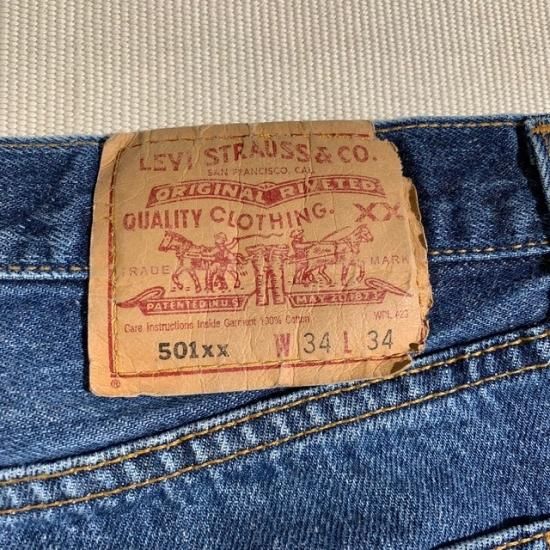 LEVI STRAUSS & CO.
SAN FRANCISCO, CAL.
ORIGINAL RIVETED
QUALITY CLOTHING. XX
TRADE MARK
PATENTED IN U.S. MAY 20 1873
Care Instructions Inside Garment 100% Cotton WPL 423
501xx W 34 L 34
®